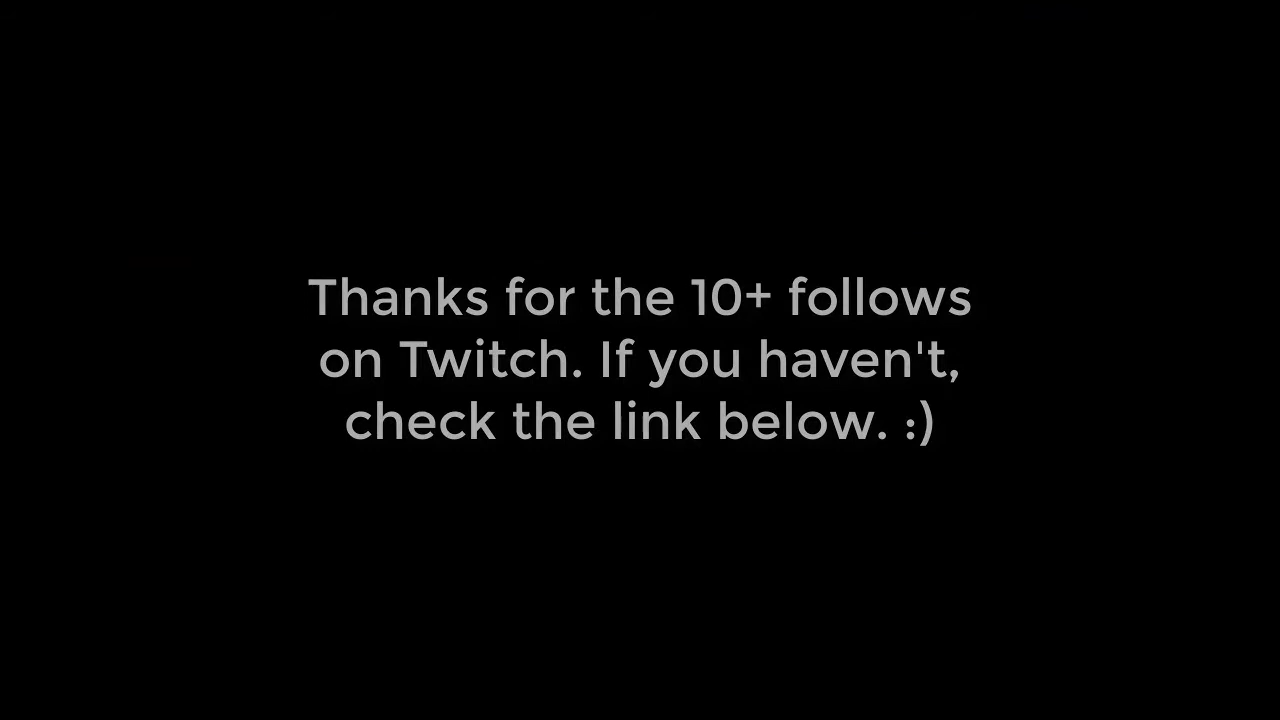 Thanks for the 10+ follows
on Twitch. If you haven't,
check the link below. :)